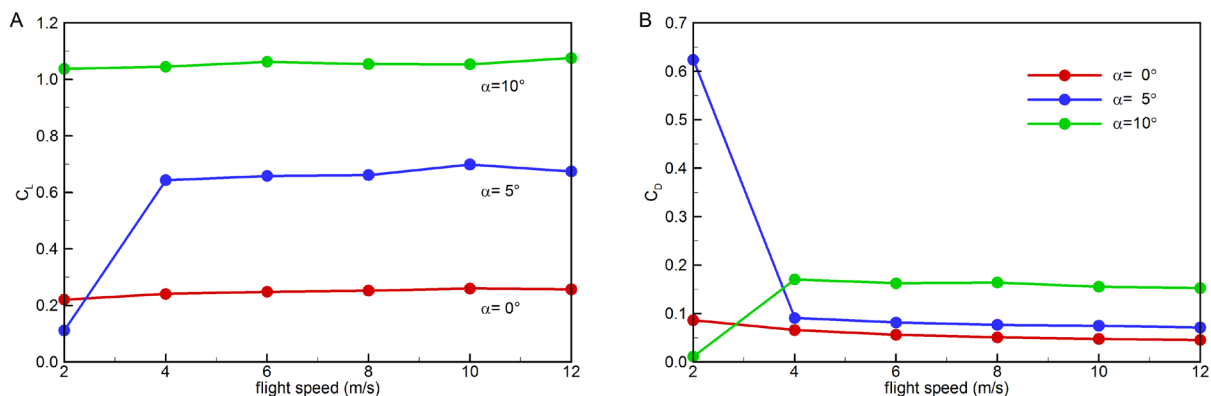 A
1.2
1.0
0.8
0.6
0.4
0.2
0.0
C_L
α=10°
α= 5°
α= 0°
2 4 6 8 10 12
flight speed (m/s)
B
0.7
0.6
0.5
0.4
0.3
0.2
0.1
0.0
C_D
α= 0°
α= 5°
α=10°
2 4 6 8 10 12
flight speed (m/s)